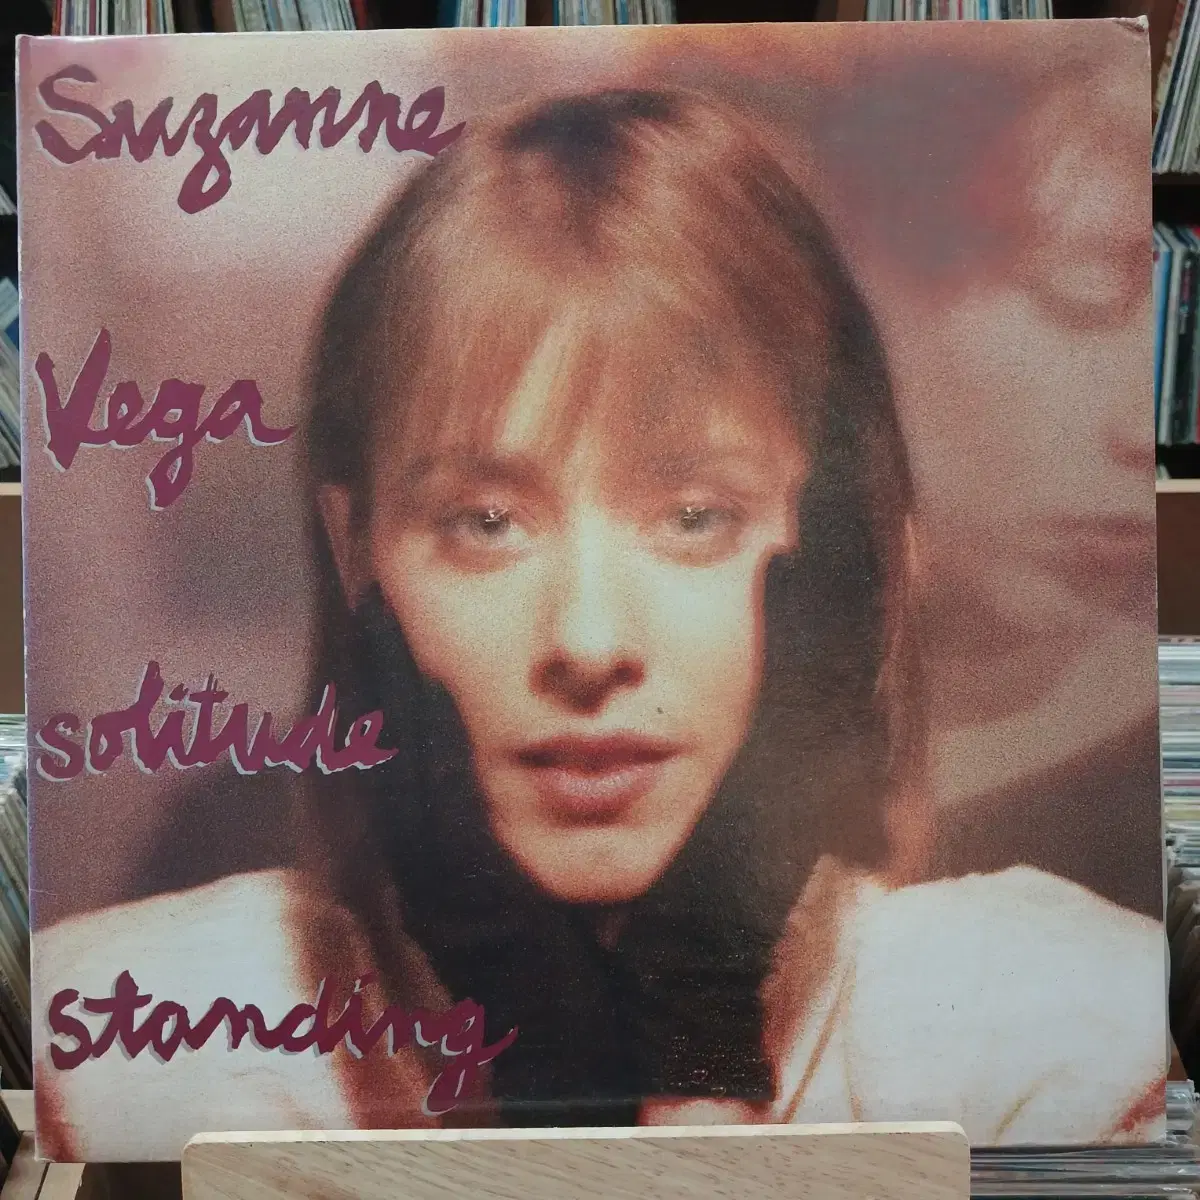 Suzanne
Vega
solitude
standing